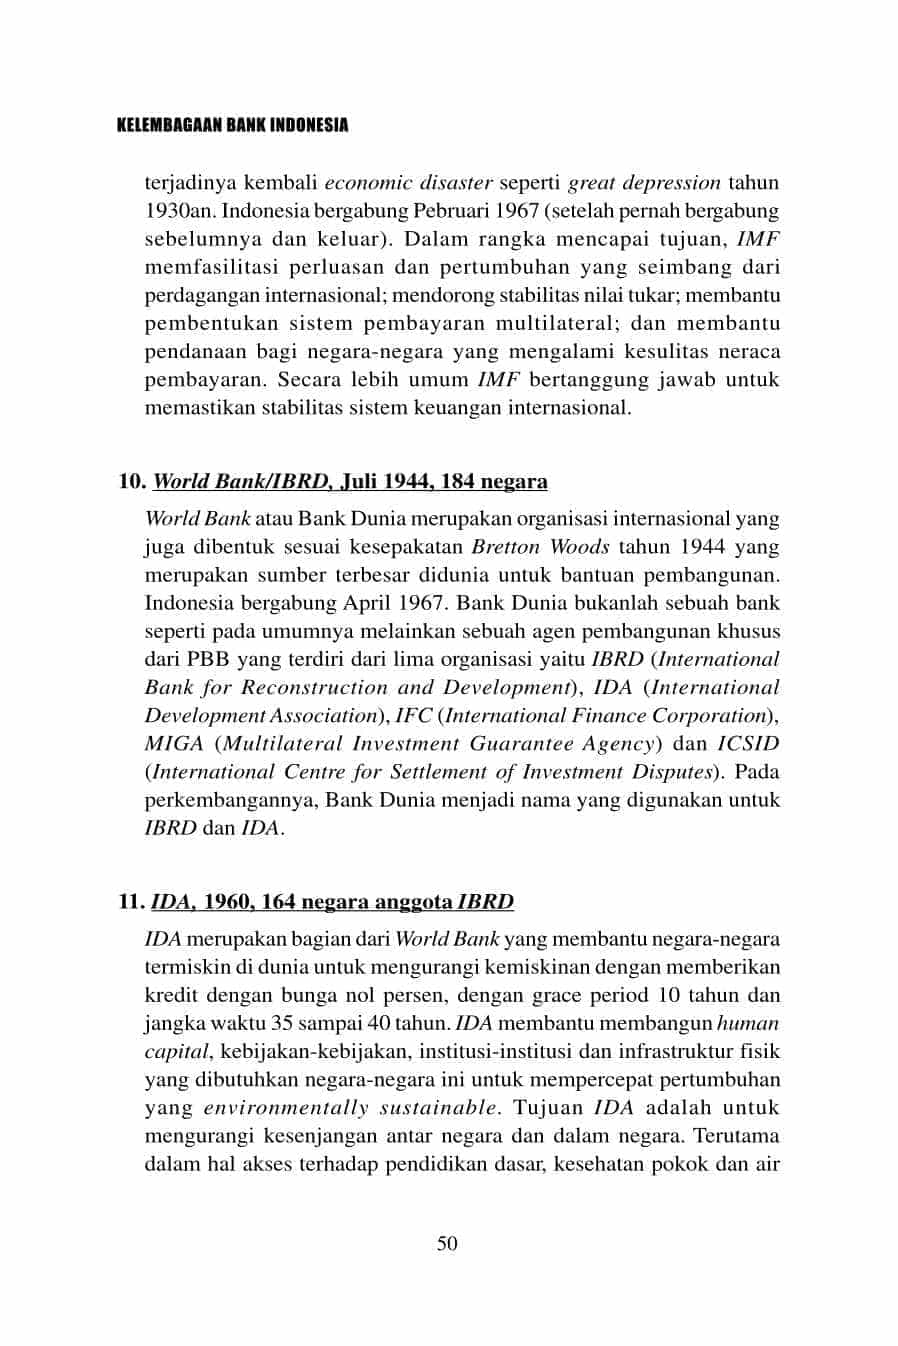 KELEMBAGAAN BANK INDONESIA
terjadinya kembali economic disaster seperti great depression tahun
1930an. Indonesia bergabung Pebruari 1967 (setelah pernah bergabung
sebelumnya dan keluar). Dalam rangka mencapai tujuan, IMF
memfasilitasi perluasan dan pertumbuhan yang seimbang dari
perdagangan internasional; mendorong stabilitas nilai tukar; membantu
pembentukan sistem pembayaran multilateral; dan membantu
pendanaan bagi negara-negara yang mengalami kesulitas neraca
pembayaran. Secara lebih umum IMF bertanggung jawab untuk
memastikan stabilitas sistem keuangan internasional.
10. World Bank/IBRD, Juli 1944, 184 negara
World Bank atau Bank Dunia merupakan organisasi internasional yang
juga dibentuk sesuai kesepakatan Bretton Woods tahun 1944 yang
merupakan sumber terbesar didunia untuk bantuan pembangunan.
Indonesia bergabung April 1967. Bank Dunia bukanlah sebuah bank
seperti pada umumnya melainkan sebuah agen pembangunan khusus
dari PBB yang terdiri dari lima organisasi yaitu IBRD (International
Bank for Reconstruction and Development), IDA (International
Development Association), IFC (International Finance Corporation),
MIGA (Multilateral Investment Guarantee Agency) dan ICSID
(International Centre for Settlement of Investment Disputes). Pada
perkembangannya, Bank Dunia menjadi nama yang digunakan untuk
IBRD dan IDA.
11. IDA, 1960, 164 negara anggota IBRD
IDA merupakan bagian dari World Bank yang membantu negara-negara
termiskin di dunia untuk mengurangi kemiskinan dengan memberikan
kredit dengan bunga nol persen, dengan grace period 10 tahun dan
jangka waktu 35 sampai 40 tahun. IDA membantu membangun human
capital, kebijakan-kebijakan, institusi-institusi dan infrastruktur fisik
yang dibutuhkan negara-negara ini untuk mempercepat pertumbuhan
yang environmentally sustainable. Tujuan IDA adalah untuk
mengurangi kesenjangan antar negara dan dalam negara. Terutama
dalam hal akses terhadap pendidikan dasar, kesehatan pokok dan air
50